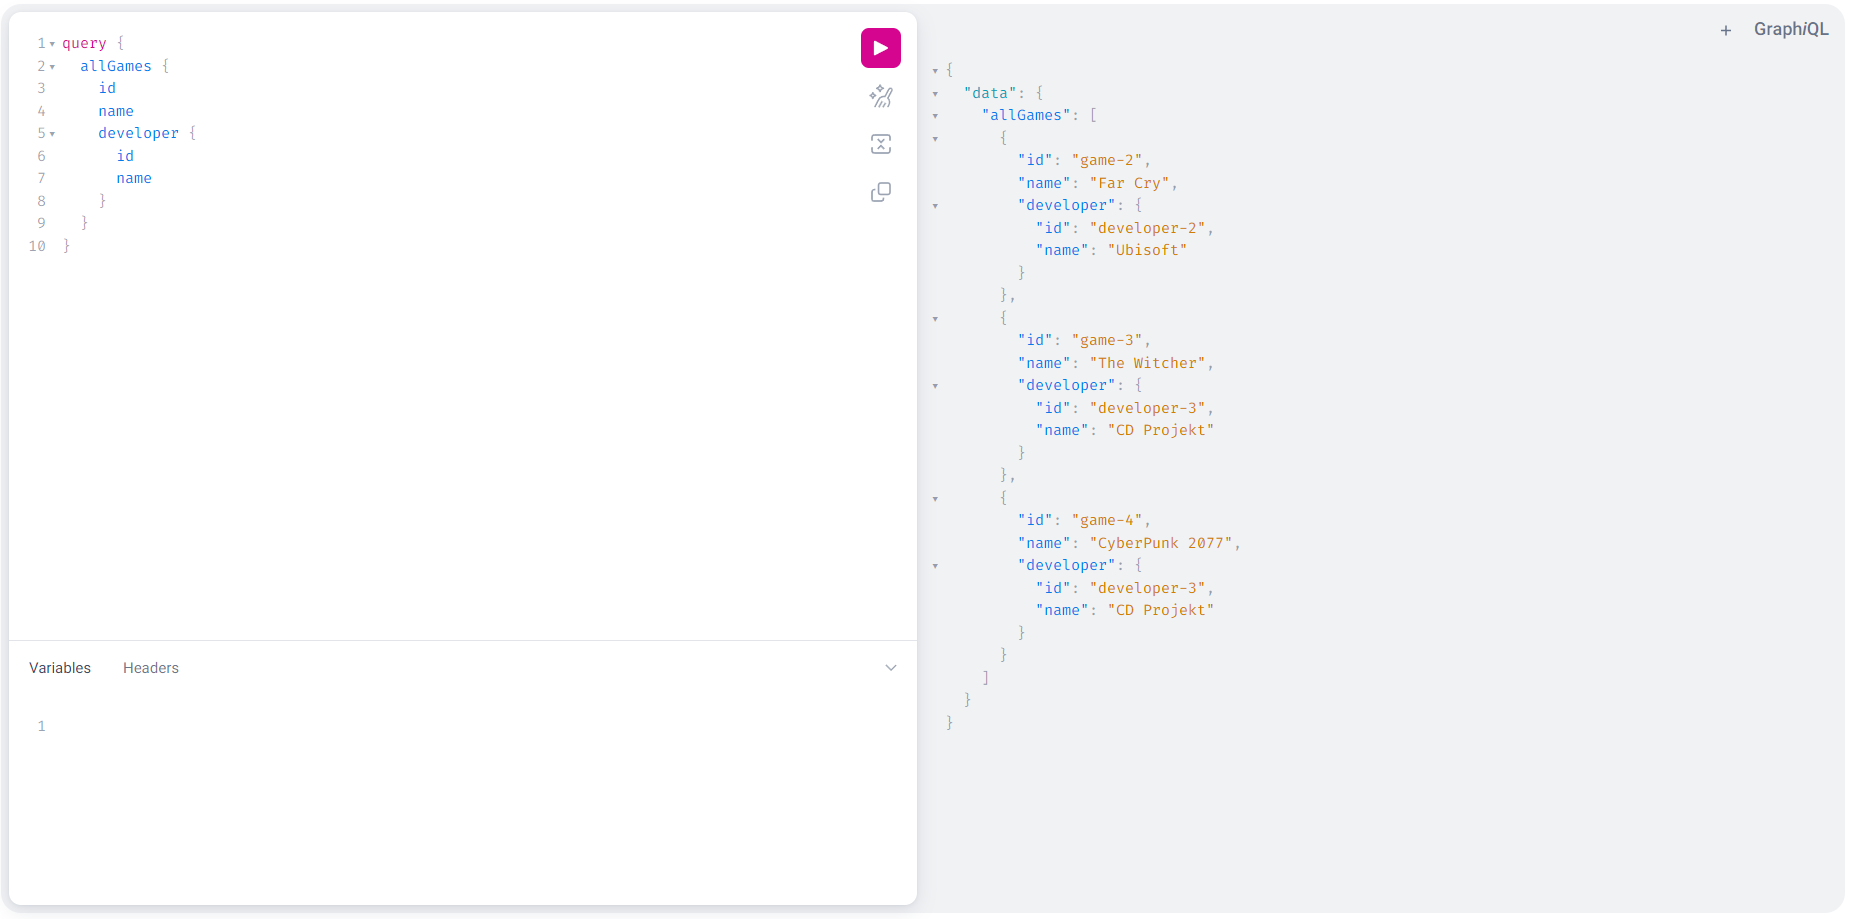 1 query {
2   allGames {
3     id
4     name
5     developer {
6       id
7       name
8     }
9   }
10 }
Variables Headers
1
+ GraphiQL
{
  "data": {
    "allGames": [
      {
        "id": "game-2",
        "name": "Far Cry",
        "developer": {
          "id": "developer-2",
          "name": "Ubisoft"
        }
      },
      {
        "id": "game-3",
        "name": "The Witcher",
        "developer": {
          "id": "developer-3",
          "name": "CD Projekt"
        }
      },
      {
        "id": "game-4",
        "name": "CyberPunk 2077",
        "developer": {
          "id": "developer-3",
          "name": "CD Projekt"
        }
      }
    ]
  }
}